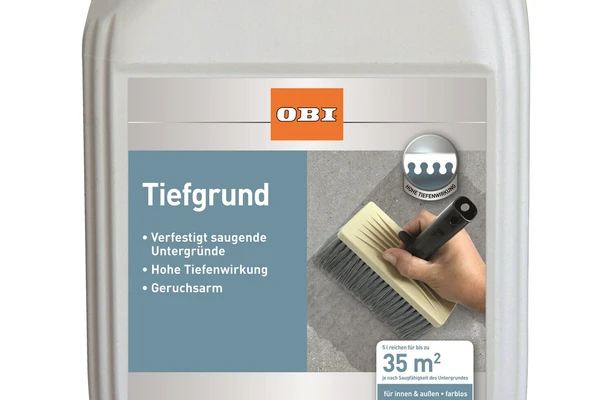 OBI
HOHE TIEFENWIRKUNG
Tiefgrund
• Verfestigt saugende
Untergründe
• Hohe Tiefenwirkung
• Geruchsarm
5 l reichen für bis zu
35 m²
je nach Saugfähigkeit des Untergrundes
für innen & außen • farblos